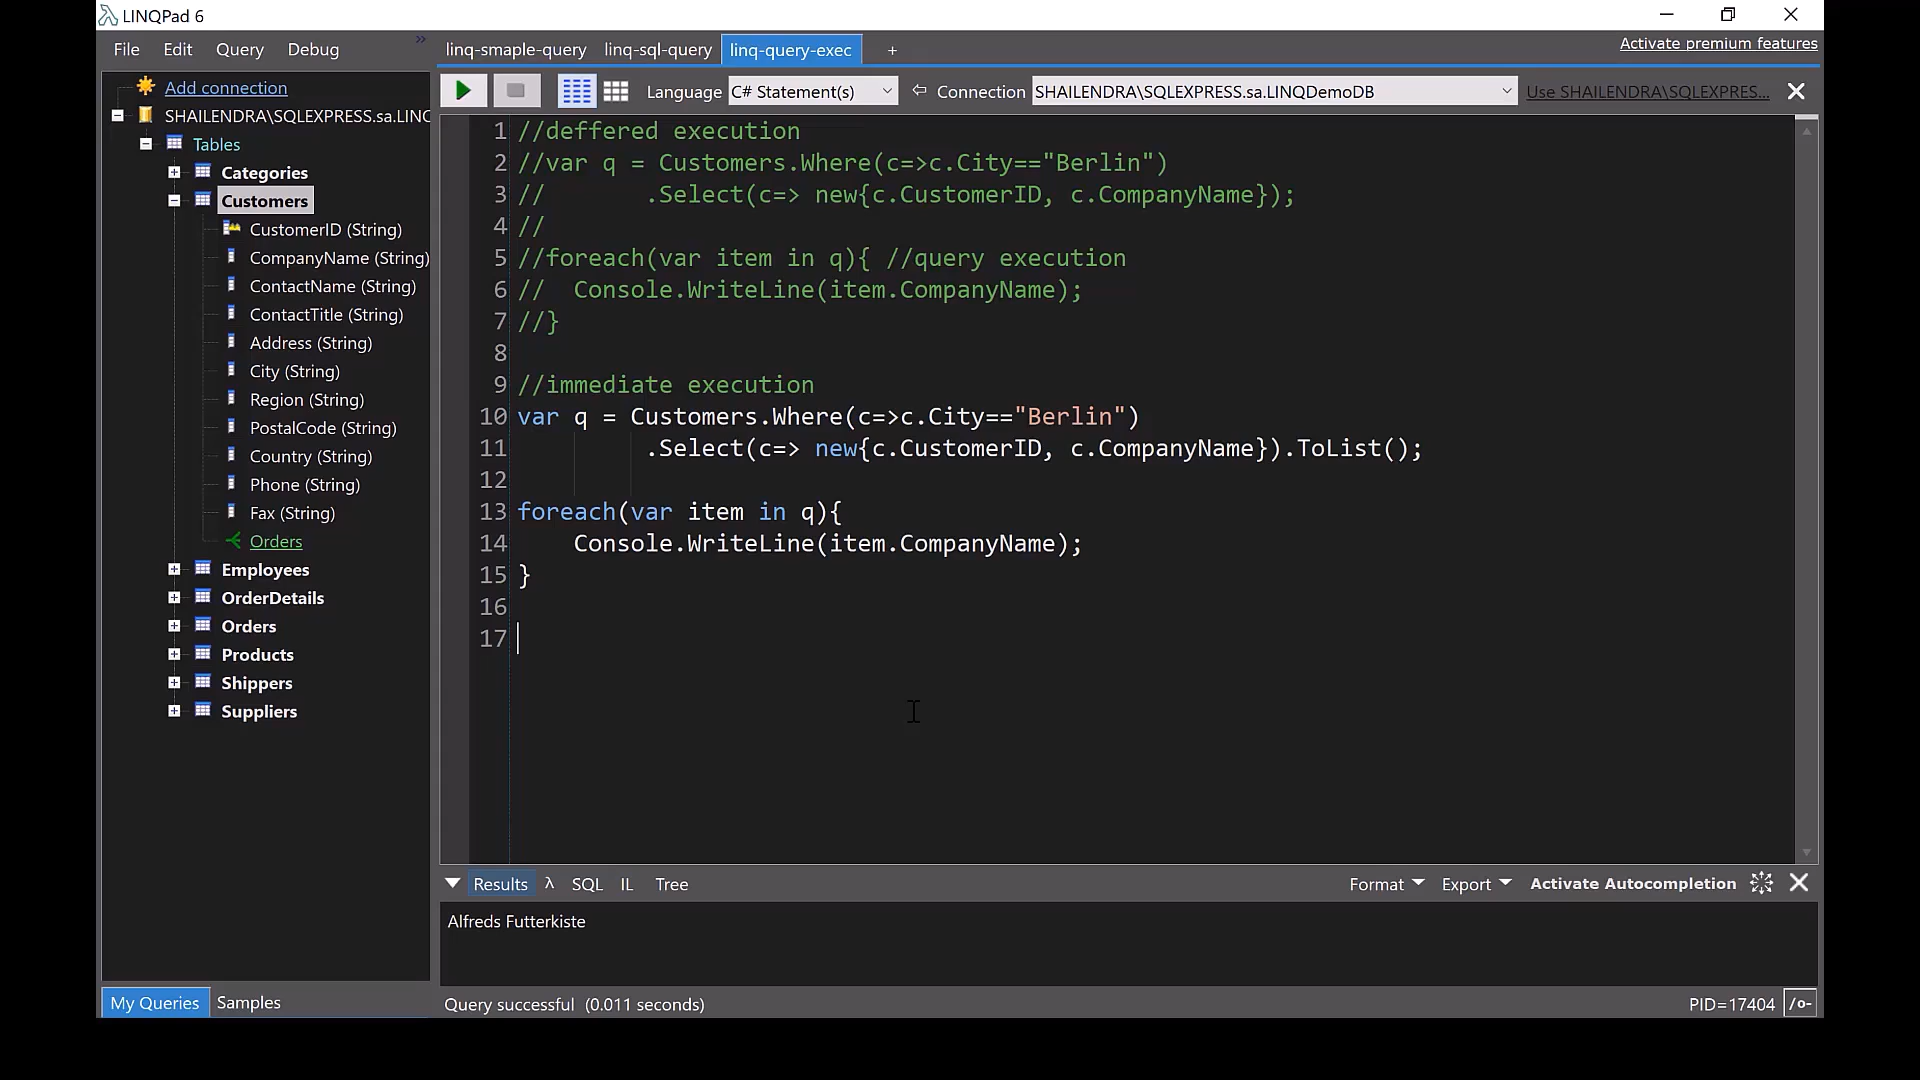 LINQPad 6
File Edit Query Debug »
linq-smaple-query linq-sql-query linq-query-exec +
Activate premium features
Language C# Statement(s) Connection SHAILENDRA\SQLEXPRESS.sa.LINQDemoDB Use SHAILENDRA\SQLEXPRES...
Add connection
SHAILENDRA\SQLEXPRESS.sa.LINQ
Tables
Categories
Customers
CustomerID (String)
CompanyName (String)
ContactName (String)
ContactTitle (String)
Address (String)
City (String)
Region (String)
PostalCode (String)
Country (String)
Phone (String)
Fax (String)
Orders
Employees
OrderDetails
Orders
Products
Shippers
Suppliers
My Queries Samples
1 //deffered execution
2 //var q = Customers.Where(c=>c.City=="Berlin")
3 // .Select(c=> new{c.CustomerID, c.CompanyName});
4 //
5 //foreach(var item in q){ //query execution
6 // Console.WriteLine(item.CompanyName);
7 //}
8
9 //immediate execution
10 var q = Customers.Where(c=>c.City=="Berlin")
11 .Select(c=> new{c.CustomerID, c.CompanyName}).ToList();
12
13 foreach(var item in q){
14 Console.WriteLine(item.CompanyName);
15 }
16
17
Results λ SQL IL Tree
Format Export Activate Autocompletion
Alfreds Futterkiste
Query successful (0.011 seconds)
PID=17404 /o-